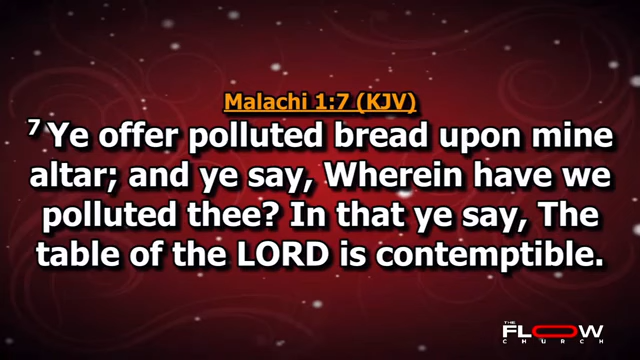 Malachi 1:7 (KJV)
7 Ye offer polluted bread upon mine
altar; and ye say, Wherein have we
polluted thee? In that ye say, The
table of the LORD is contemptible.
THE
FLOW
CHURCH